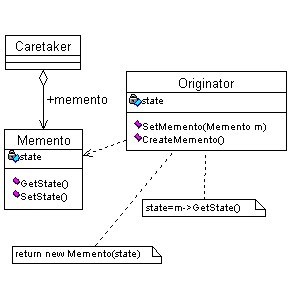 Caretaker
+memento
Memento
state
GetState()
SetState()
Originator
state
SetMemento(Memento m)
CreateMemento()
state=m->GetState()
return new Memento(state)